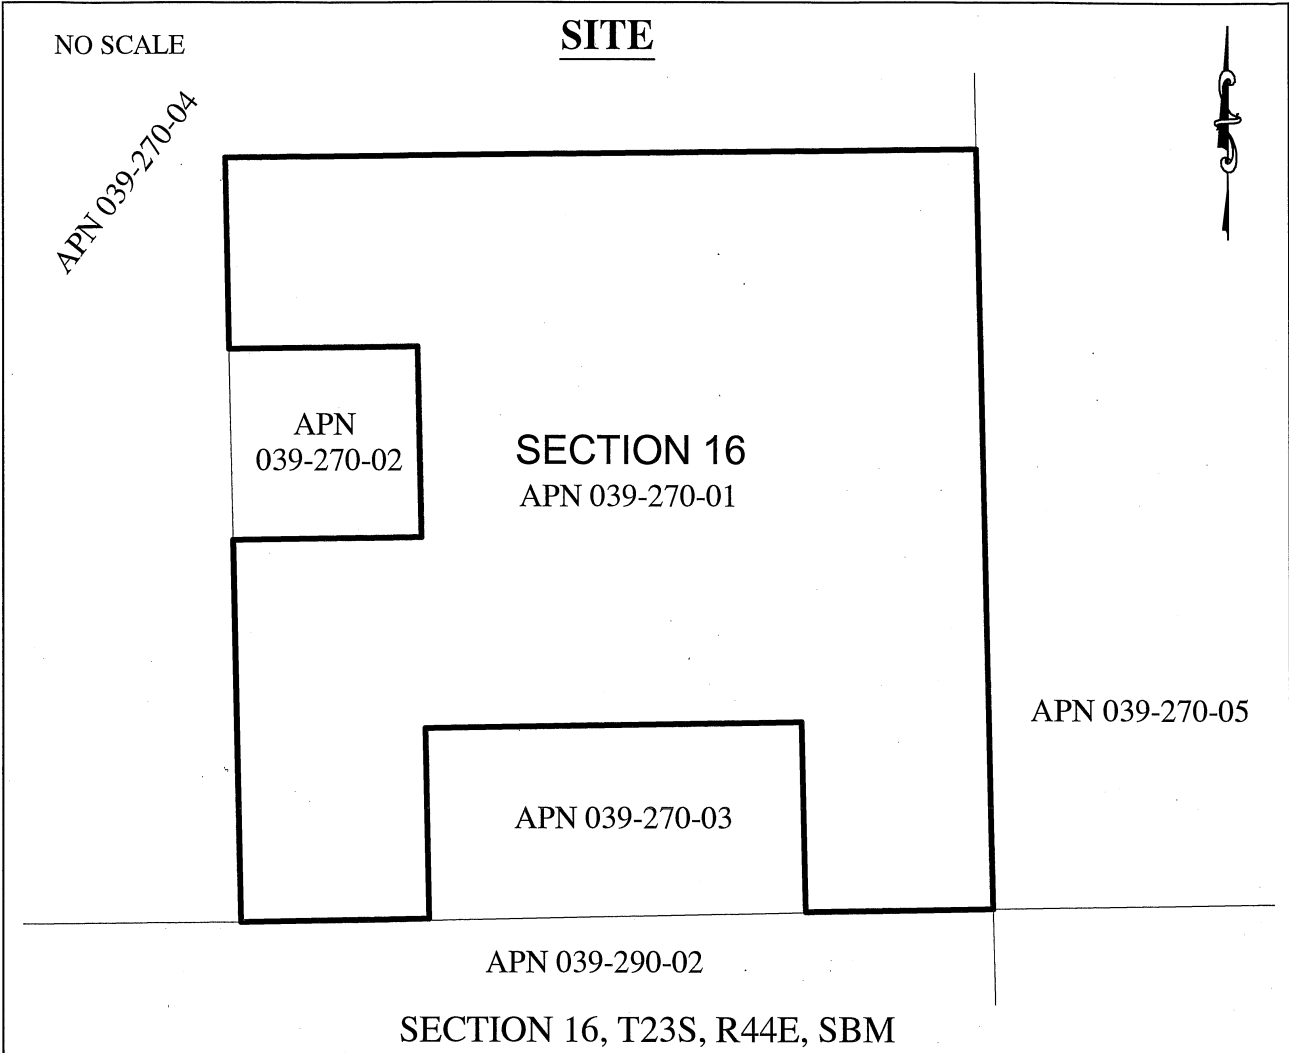 NO SCALE
SITE
APN 039-270-04
APN
039-270-02
SECTION 16
APN 039-270-01
APN 039-270-05
APN 039-270-03
APN 039-290-02
SECTION 16, T23S, R44E, SBM